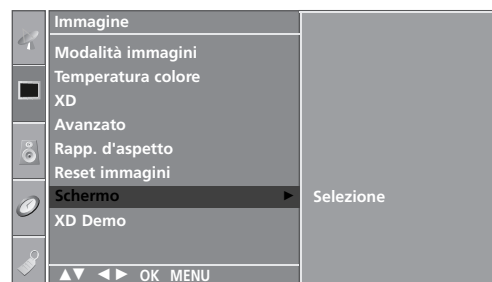 Immagine
Modalità immagini
Temperatura colore
XD
Avanzato
Rapp. d'aspetto
Reset immagini
Schermo ► Selezione
XD Demo
▲▼ ◄► OK MENU